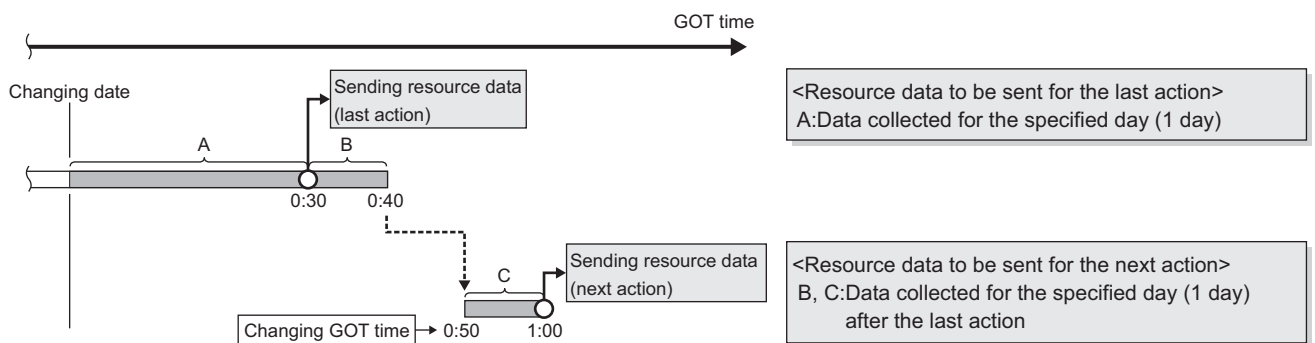 GOT time
Changing date
Sending resource data
(last action)
<Resource data to be sent for the last action>
A:Data collected for the specified day (1 day)
A
B
0:30
0:40
C
Sending resource data
(next action)
<Resource data to be sent for the next action>
B, C:Data collected for the specified day (1 day)
after the last action
Changing GOT time
0:50
1:00